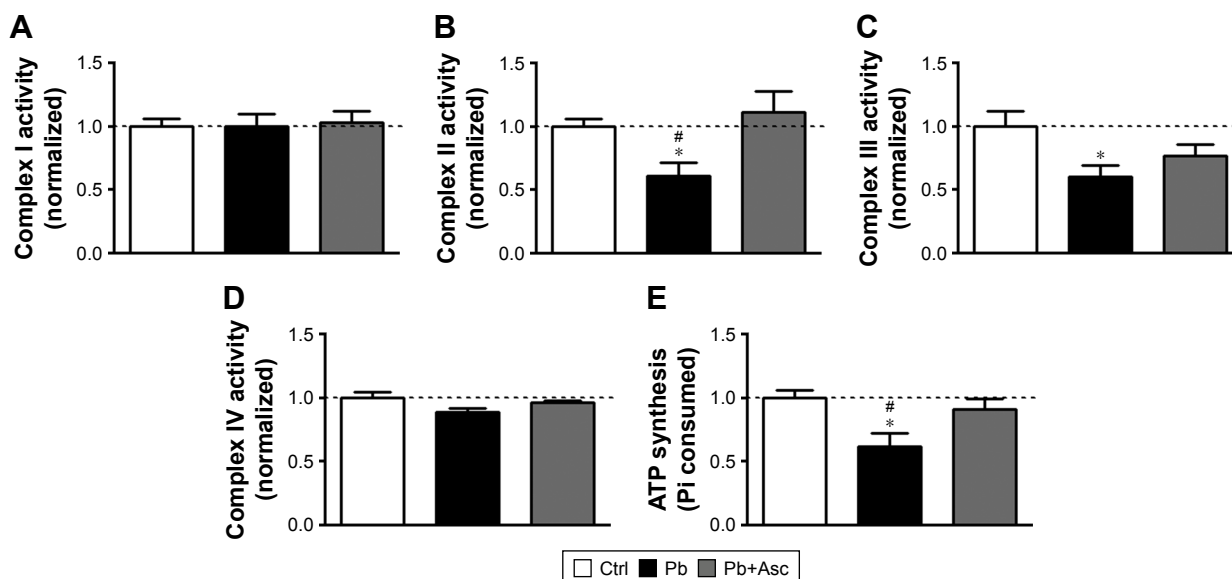 A
Complex I activity
(normalized)
1.5
1.0
0.5
0.0
B
Complex II activity
(normalized)
1.5
1.0
0.5
0.0
#
*
C
Complex III activity
(normalized)
1.5
1.0
0.5
0.0
*
D
Complex IV activity
(normalized)
1.5
1.0
0.5
0.0
E
ATP synthesis
(Pi consumed)
1.5
1.0
0.5
0.0
#
*
Ctrl Pb Pb+Asc